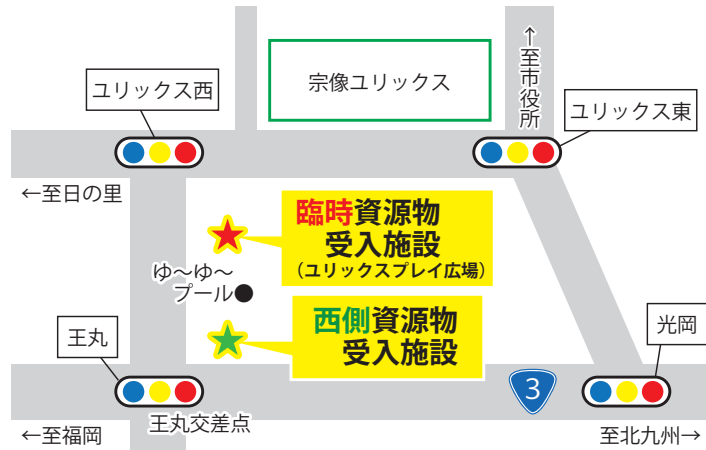 宗像ユリックス
↑至市役所
ユリックス西
ユリックス東
←至日の里
臨時資源物
受入施設
（ユリックスプレイ広場）
ゆ～ゆ～
プール●
西側資源物
受入施設
王丸
光岡
3
王丸交差点
←至福岡
至北九州→